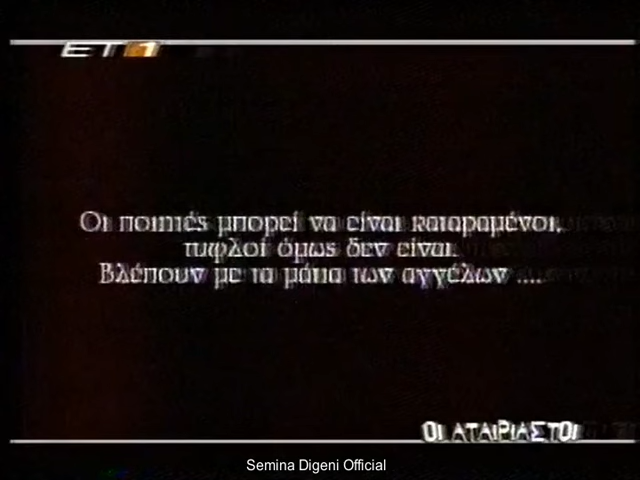 ΕΤ1
Οι ποιητές μπορεί να είναι καταραμένοι,
τυφλοί όμως δεν είναι.
Βλέπουν με τα μάτια των αγγέλων ....
ΟΙ ΑΤΑΙΡΙΑΣΤΟΙ
Semina Digeni Official